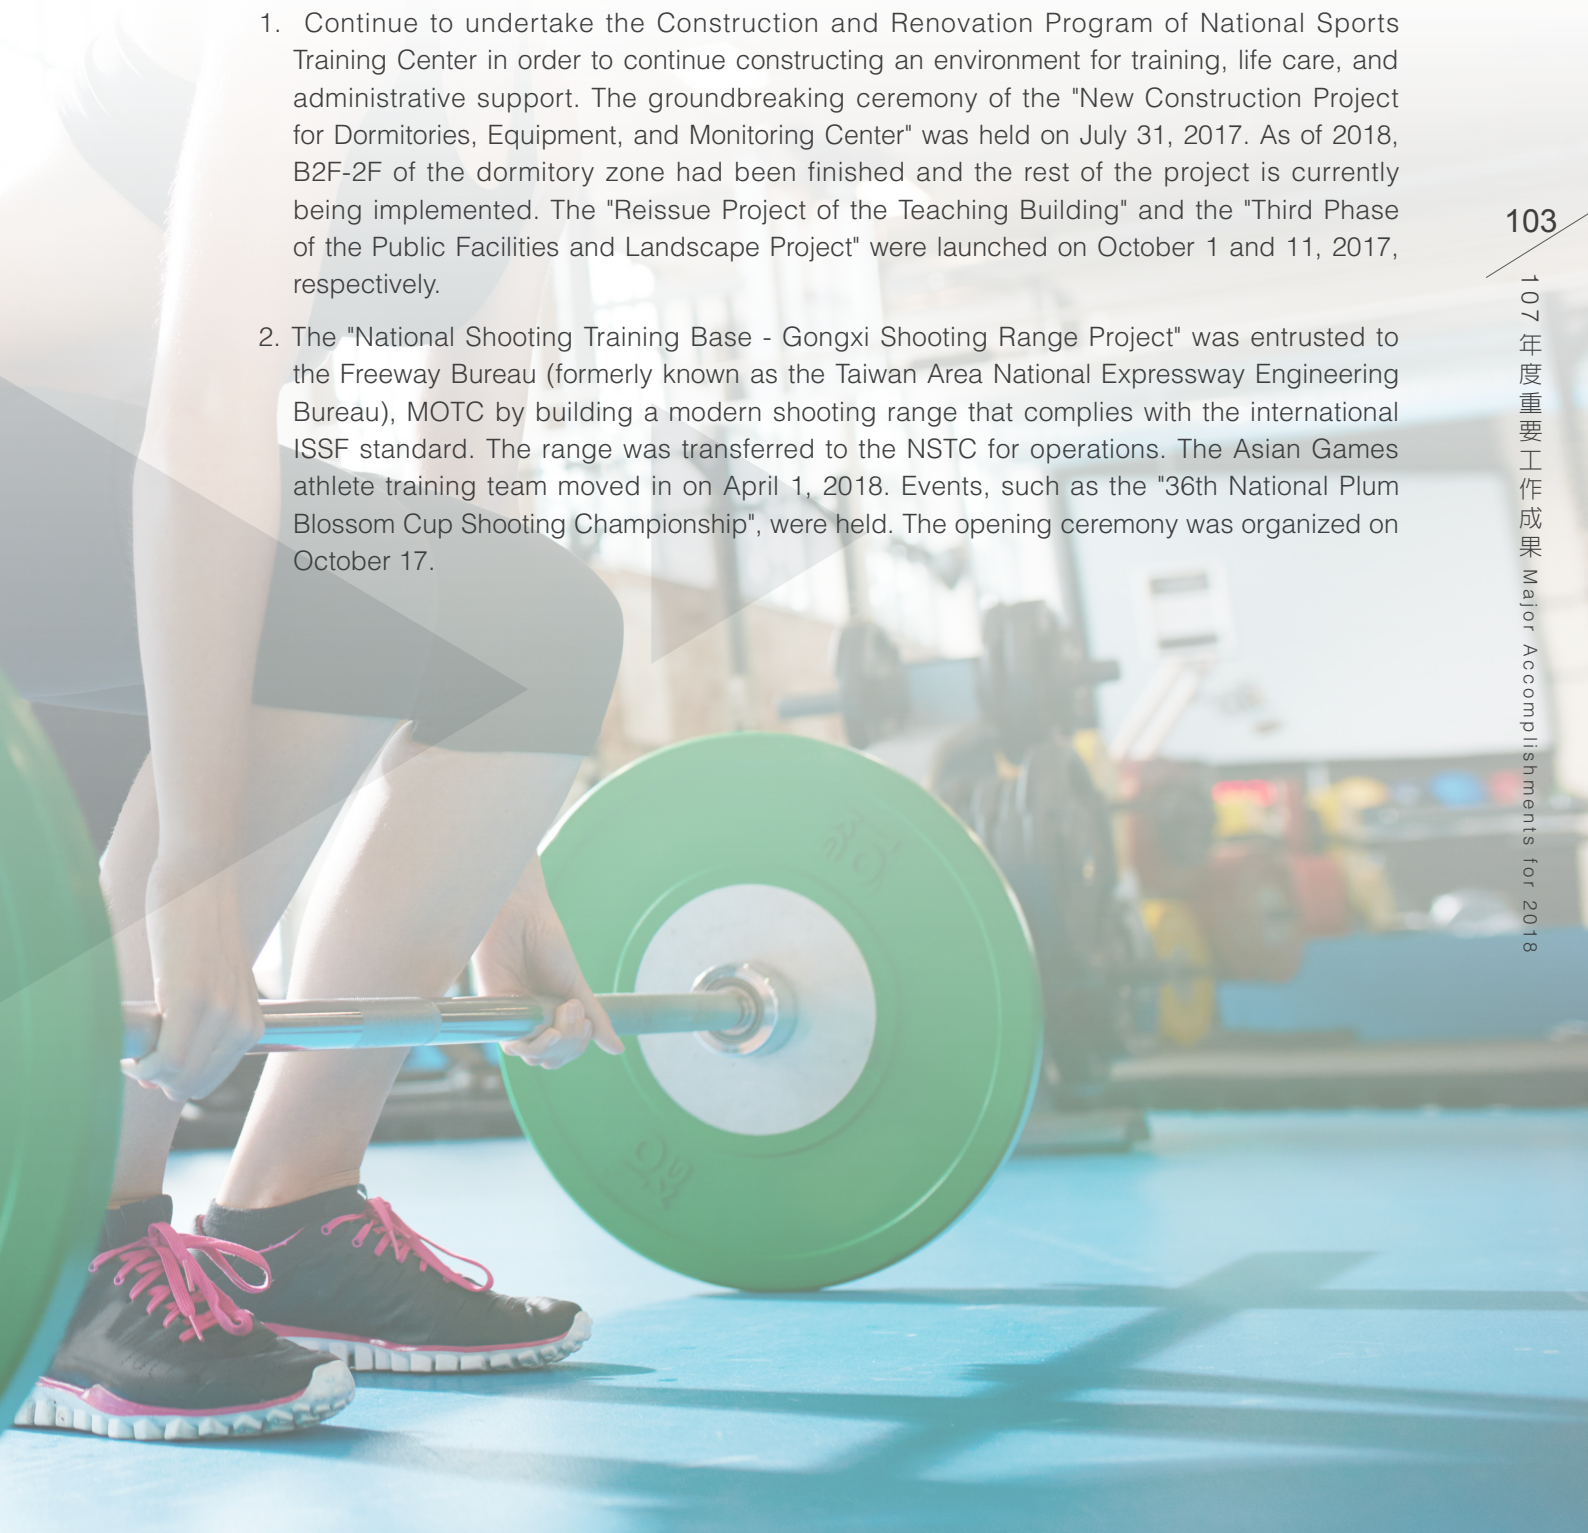 1. Continue to undertake the Construction and Renovation Program of National Sports
Training Center in order to continue constructing an environment for training, life care, and
administrative support. The groundbreaking ceremony of the "New Construction Project
for Dormitories, Equipment, and Monitoring Center" was held on July 31, 2017. As of 2018,
B2F-2F of the dormitory zone had been finished and the rest of the project is currently
being implemented. The "Reissue Project of the Teaching Building" and the "Third Phase
of the Public Facilities and Landscape Project" were launched on October 1 and 11, 2017,
respectively.
2. The "National Shooting Training Base - Gongxi Shooting Range Project" was entrusted to
the Freeway Bureau (formerly known as the Taiwan Area National Expressway Engineering
Bureau), MOTC by building a modern shooting range that complies with the international
ISSF standard. The range was transferred to the NSTC for operations. The Asian Games
athlete training team moved in on April 1, 2018. Events, such as the "36th National Plum
Blossom Cup Shooting Championship", were held. The opening ceremony was organized on
October 17.
103
107年度重要工作成果 Major Accomplishments for 2018